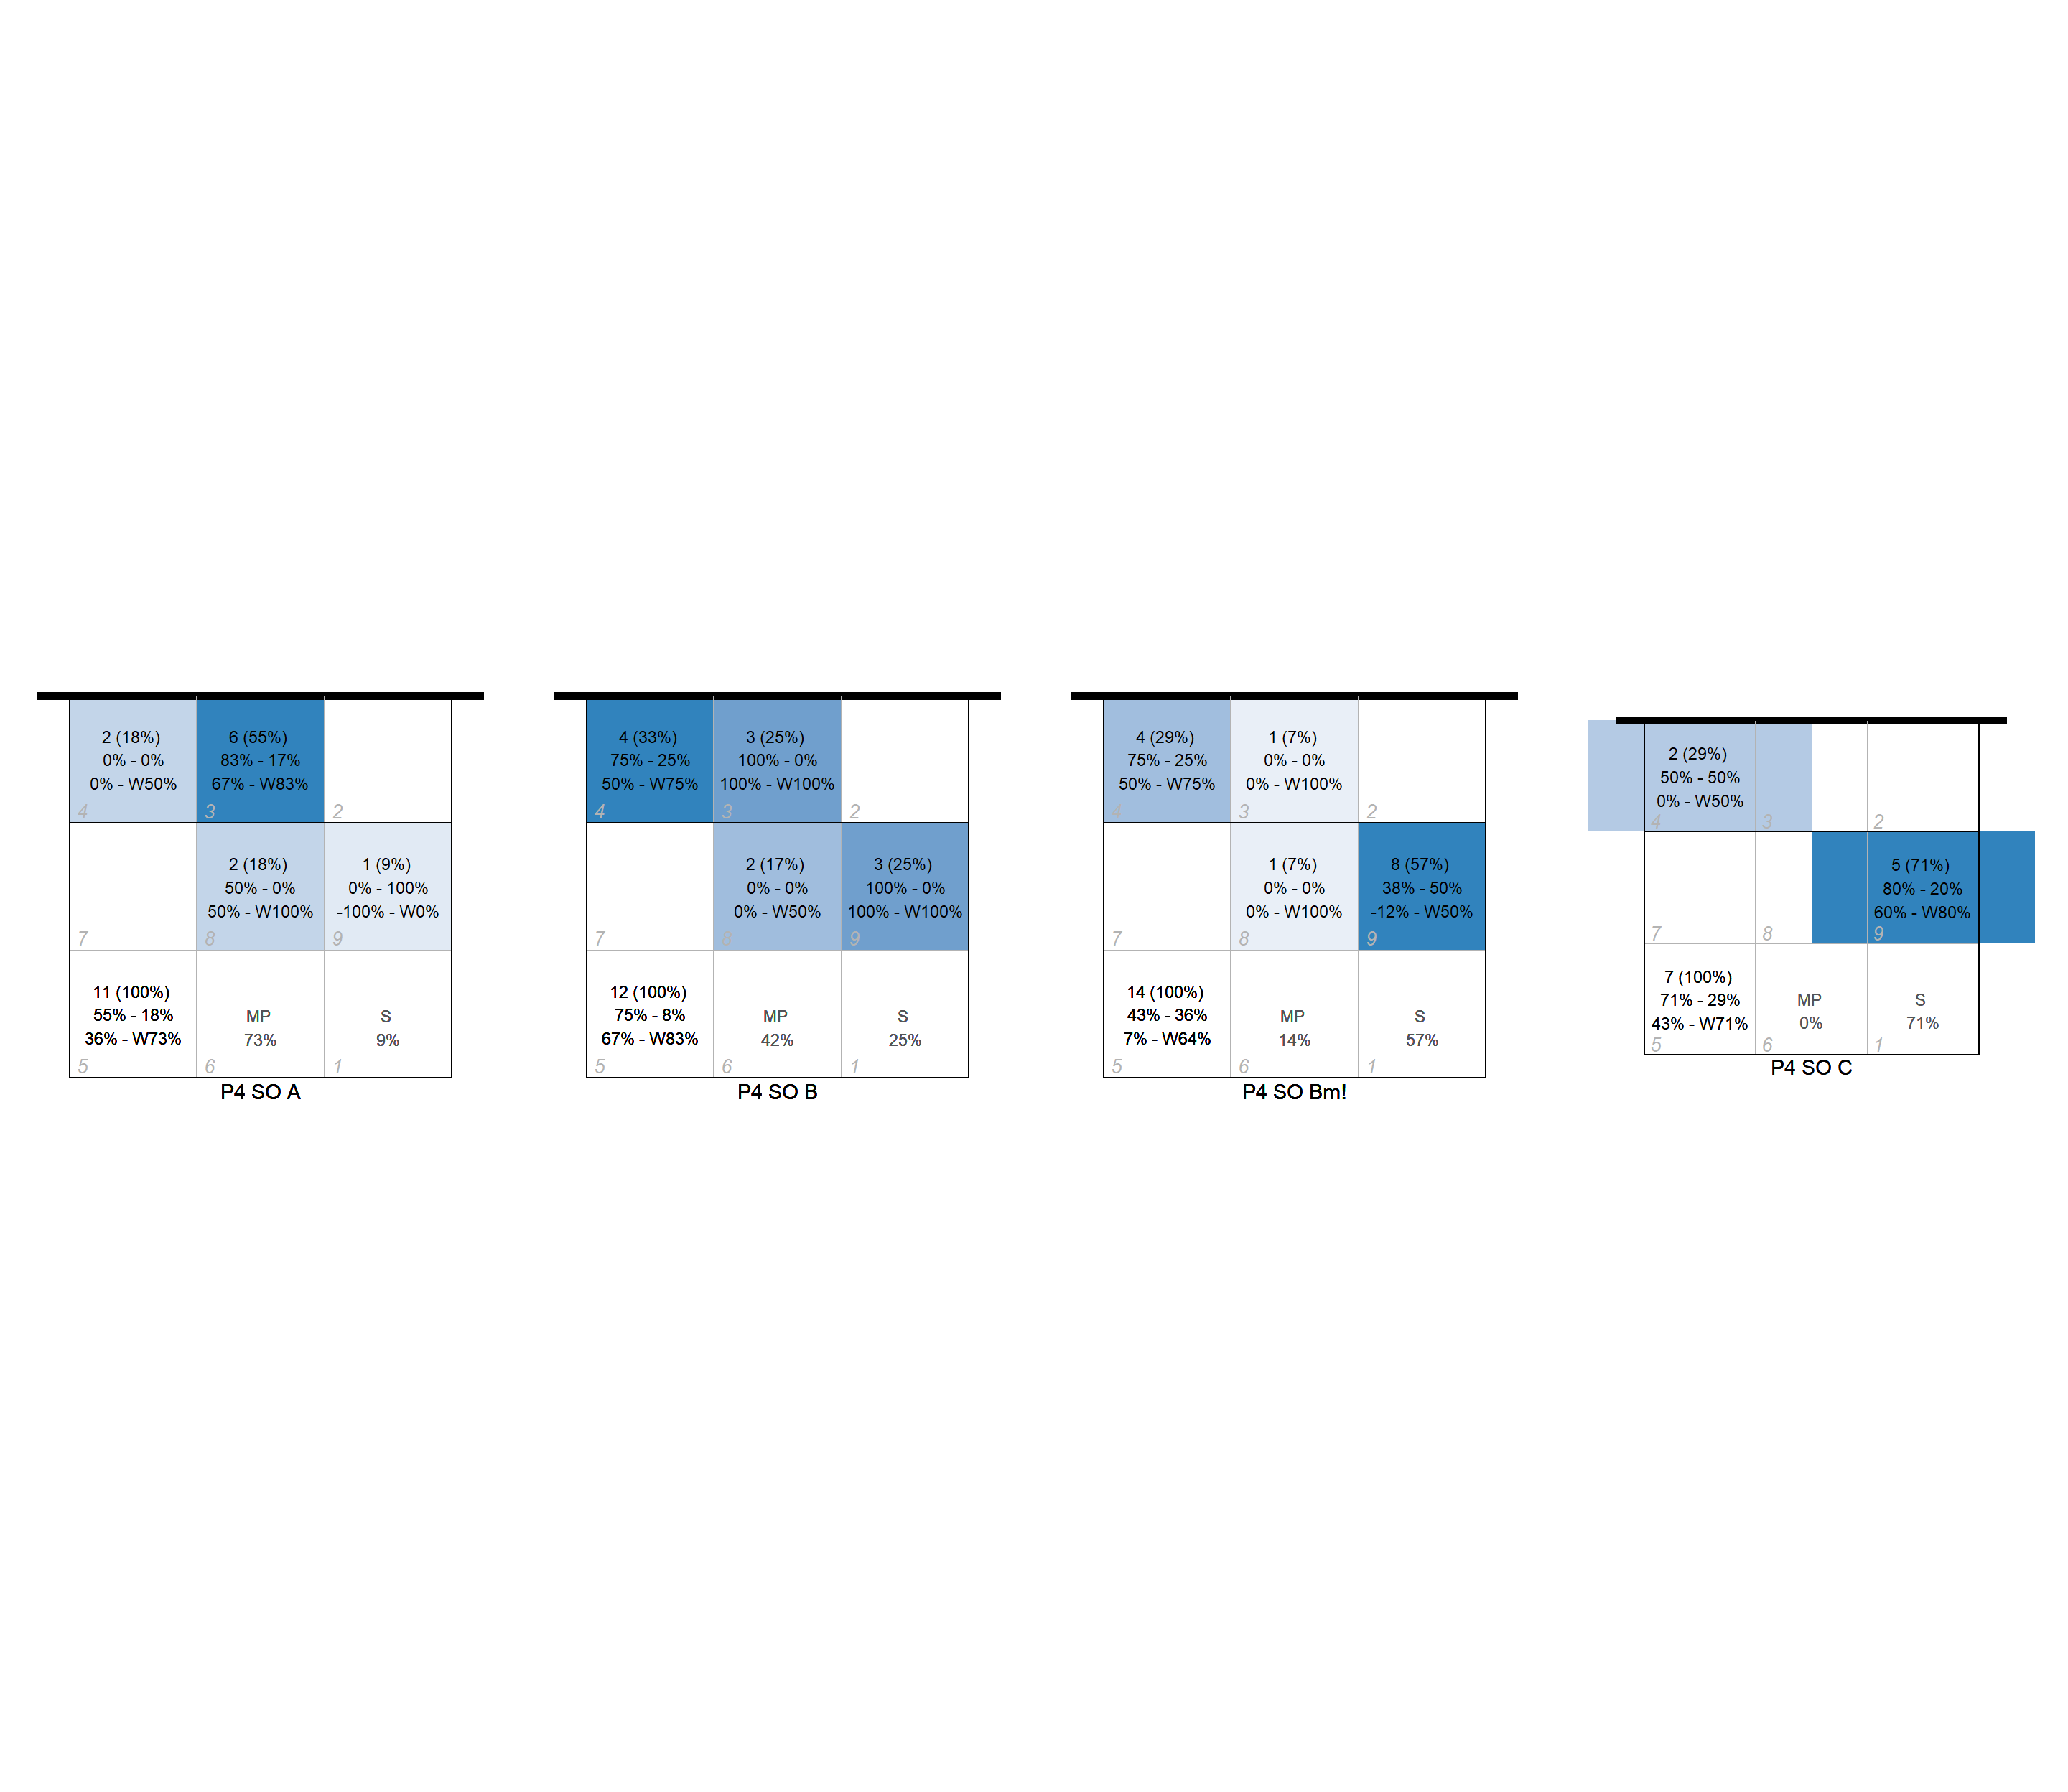 2 (18%)
0% - 0%
0% - W50%
4
6 (55%)
83% - 17%
67% - W83%
3
2
7
2 (18%)
50% - 0%
50% - W100%
8
1 (9%)
0% - 100%
-100% - W0%
9
11 (100%)
55% - 18%
36% - W73%
5
MP
73%
6
S
9%
1
P4 SO A
4 (33%)
75% - 25%
50% - W75%
4
3 (25%)
100% - 0%
100% - W100%
3
2
7
2 (17%)
0% - 0%
0% - W50%
8
3 (25%)
100% - 0%
100% - W100%
9
12 (100%)
75% - 8%
67% - W83%
5
MP
42%
6
S
25%
1
P4 SO B
4 (29%)
75% - 25%
50% - W75%
4
1 (7%)
0% - 0%
0% - W100%
3
2
7
1 (7%)
0% - 0%
0% - W100%
8
8 (57%)
38% - 50%
-12% - W50%
9
14 (100%)
43% - 36%
7% - W64%
5
MP
14%
6
S
57%
1
P4 SO Bm!
2 (29%)
50% - 50%
0% - W50%
4
3
2
7
8
5 (71%)
80% - 20%
60% - W80%
9
7 (100%)
71% - 29%
43% - W71%
5
MP
0%
6
S
71%
1
P4 SO C